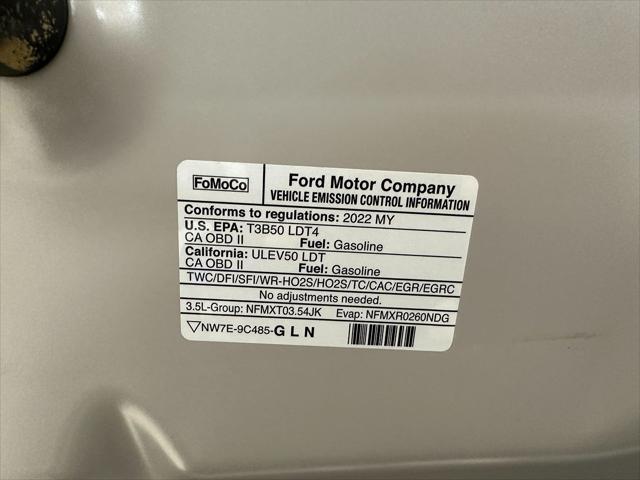 FoMoCo
Ford Motor Company
VEHICLE EMISSION CONTROL INFORMATION
Conforms to regulations: 2022 MY
U.S. EPA: T3B50 LDT4
CA OBD II Fuel: Gasoline
California: ULEV50 LDT
CA OBD II Fuel: Gasoline
TWC/DFI/SFI/WR-HO2S/HO2S/TC/CAC/EGR/EGRC
No adjustments needed.
3.5L-Group: NFMXT03.54JK Evap: NFMXR0260NDG
▽NW7E-9C485-G L N